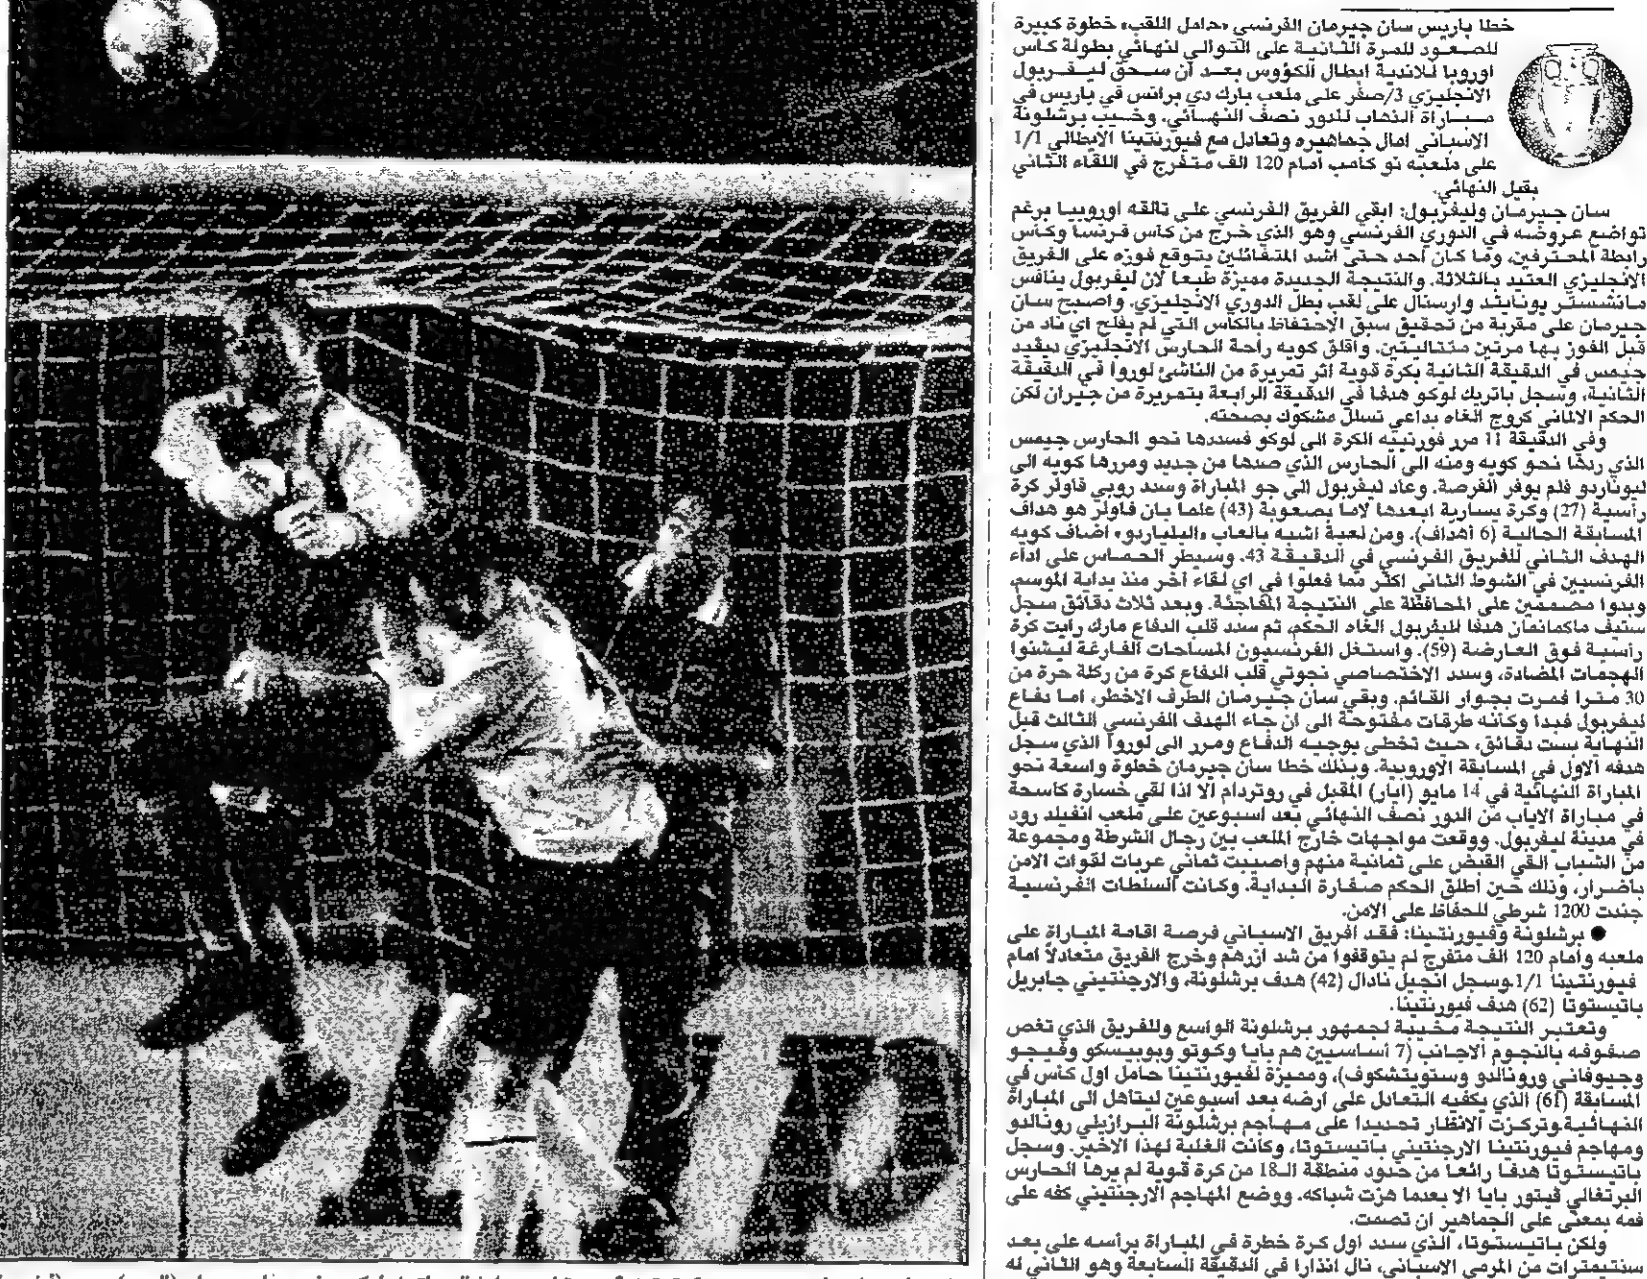 خطا باريس سان جيرمان الفرنسي «حامل اللقب» خطوة كبيرة
للصعود للمرة الثانية على التوالي لنهائي بطولة كاس
اوروبا للاندية ابطال الكؤوس بعد ان سحق ليفربول
الانجليزي 3/صفر على ملعب بارك دي برانس في باريس في
مباراة الذهاب للدور نصف النهائي. وخيب برشلونة
الاسباني امال جماهيره وتعادل مع فيورنتينا الايطالي 1/1
على ملعبه نو كامب امام 120 الف متفرج في اللقاء الثاني
بقبل النهائي.
سان جيرمان وليفربول: ابقي الفريق الفرنسي على تالقه اوروبيا برغم
تواضع عروضه في الدوري الفرنسي وهو الذي خرج من كاس فرنسا وكاس
رابطة المحترفين، وما كان احد حتى اشد المتفائلين يتوقع فوزه على الفريق
الانجليزي العتيد بالثلاثة. والنتيجة الجيدة مميزة طبعا لان ليفربول ينافس
مانشستر يونايتد وارسنال على لقب بطل الدوري الانجليزي. واصبح سان
جيرمان على مقربة من تحقيق سبق الاحتفاظ بالكاس التي لم يفلح اي ناد من
قبل الفوز بها مرتين متتاليتين. واقلق كويه راحة الحارس الانجليزي ديفيد
جيمس في الدقيقة الثانية بكرة قوية اثر تمريرة من الناشئ لوروا في الدقيقة
الثانية، وسجل باتريك لوكو هدفا في الدقيقة الرابعة بتمريرة من جيران لكن
الحكم الالماني كروج الغاه بداعي تسلل مشكوك بصحته.
وفي الدقيقة 11 مرر فورنييه الكرة الى لوكو فسددها نحو الحارس جيمس
الذي ردها نحو كويه ومنه الى الحارس الذي صدها من جديد ومررها كويه الى
ليوناردو فلم يوفر الفرصة. وعاد ليفربول الى جو المباراة وسدد روبي فاولر كرة
رأسية (27) وكرة يسارية ابعدها لاما بصعوبة (43) علما بان فاولر هو هداف
المسابقة الحالية (6 اهداف). ومن لعبة اشبه بالعاب «البلياردو» أضاف كويه
الهدف الثاني للفريق الفرنسي في الدقيقة 43. وسيطر الحماس على اداء
الفرنسيين في الشوط الثاني اكثر مما فعلوا في اي لقاء آخر منذ بداية الموسم،
وبدوا مصممين على المحافظة على النتيجة المفاجئة. وبعد ثلاث دقائق سجل
ستيف ماكمانمان هدفا لليفربول الغاه الحكم، ثم سدد قلب الدفاع مارك رايت كرة
رأسية فوق العارضة (59). واستغل الفرنسيون المساحات الفارغة ليشنوا
الهجمات المضادة، وسدد الاختصاصي نجوتي قلب الدفاع كرة من ركلة حرة من
30 مترا فمرت بجوار القائم. وبقي سان جيرمان الطرف الاخطر، اما دفاع
ليفربول فبدا وكأنه طرقات مفتوحة الى ان جاء الهدف الفرنسي الثالث قبل
النهاية بست دقائق، حيث تخطى بوجيه الدفاع ومرر الى لوروا الذي سجل
هدفه الاول في المسابقة الاوروبية. وبذلك خطا سان جيرمان خطوة واسعة نحو
المباراة النهائية في 14 مايو (ايار) المقبل في روتردام الا اذا لقي خسارة كاسحة
في مباراة الاياب من الدور نصف النهائي بعد اسبوعين على ملعب انفيلد رود
في مدينة ليفربول. ووقعت مواجهات خارج الملعب بين رجال الشرطة ومجموعة
من الشباب القي القبض على ثمانية منهم واصيبت ثماني عربات لقوات الامن
باضرار، وذلك حين اطلق الحكم صفارة البداية. وكانت السلطات الفرنسية
جندت 1200 شرطي للحفاظ على الامن.
● برشلونة وفيورنتينا: فقد افريق الاسباني فرصة اقامة المباراة على
ملعبه وأمام 120 الف متفرج لم يتوقفوا من شد ازرهم وخرج الفريق متعادلاً امام
فيورنتينا 1/1.وسجل انجيل نادال (42) هدف برشلونة، والارجنتيني جابريل
باتيستوتا (62) هدف فيورنتينا.
وتعتبر النتيجة مخيبة لجمهور برشلونة الواسع وللفريق الذي تغص
صفوفه بالنجوم الاجانب (7 اساسيين هم بايا وكوتو وبوبيسكو وفيجو
وجيوفاني ورونالدو وستويتشكوف)، ومميزة لفيورنتينا حامل اول كأس في
المسابقة (61) الذي يكفيه التعادل على ارضه بعد اسبوعين ليتاهل الى المباراة
النهائية.وتركزت الانظار تحديدا على مهاجم برشلونة البرازيلي رونالدو
ومهاجم فيورنتينا الارجنتيني باتيستوتا، وكانت الغلبة لهذا الاخير. وسجل
باتيستوتا هدفا رائعا من حدود منطقة الـ18 من كرة قوية لم يرها الحارس
البرتغالي فيتور بايا الا بعدما هزت شباكه. ووضع المهاجم الارجنتيني كفه على
فمه بمعنى على الجماهير ان تصمت.
ولكن باتيستوتا، الذي سدد اول كرة خطرة في المباراة برأسه على بعد
سنتيمترات من المرمى الاسباني، نال انذارا في الدقيقة السابعة وهو الثاني له